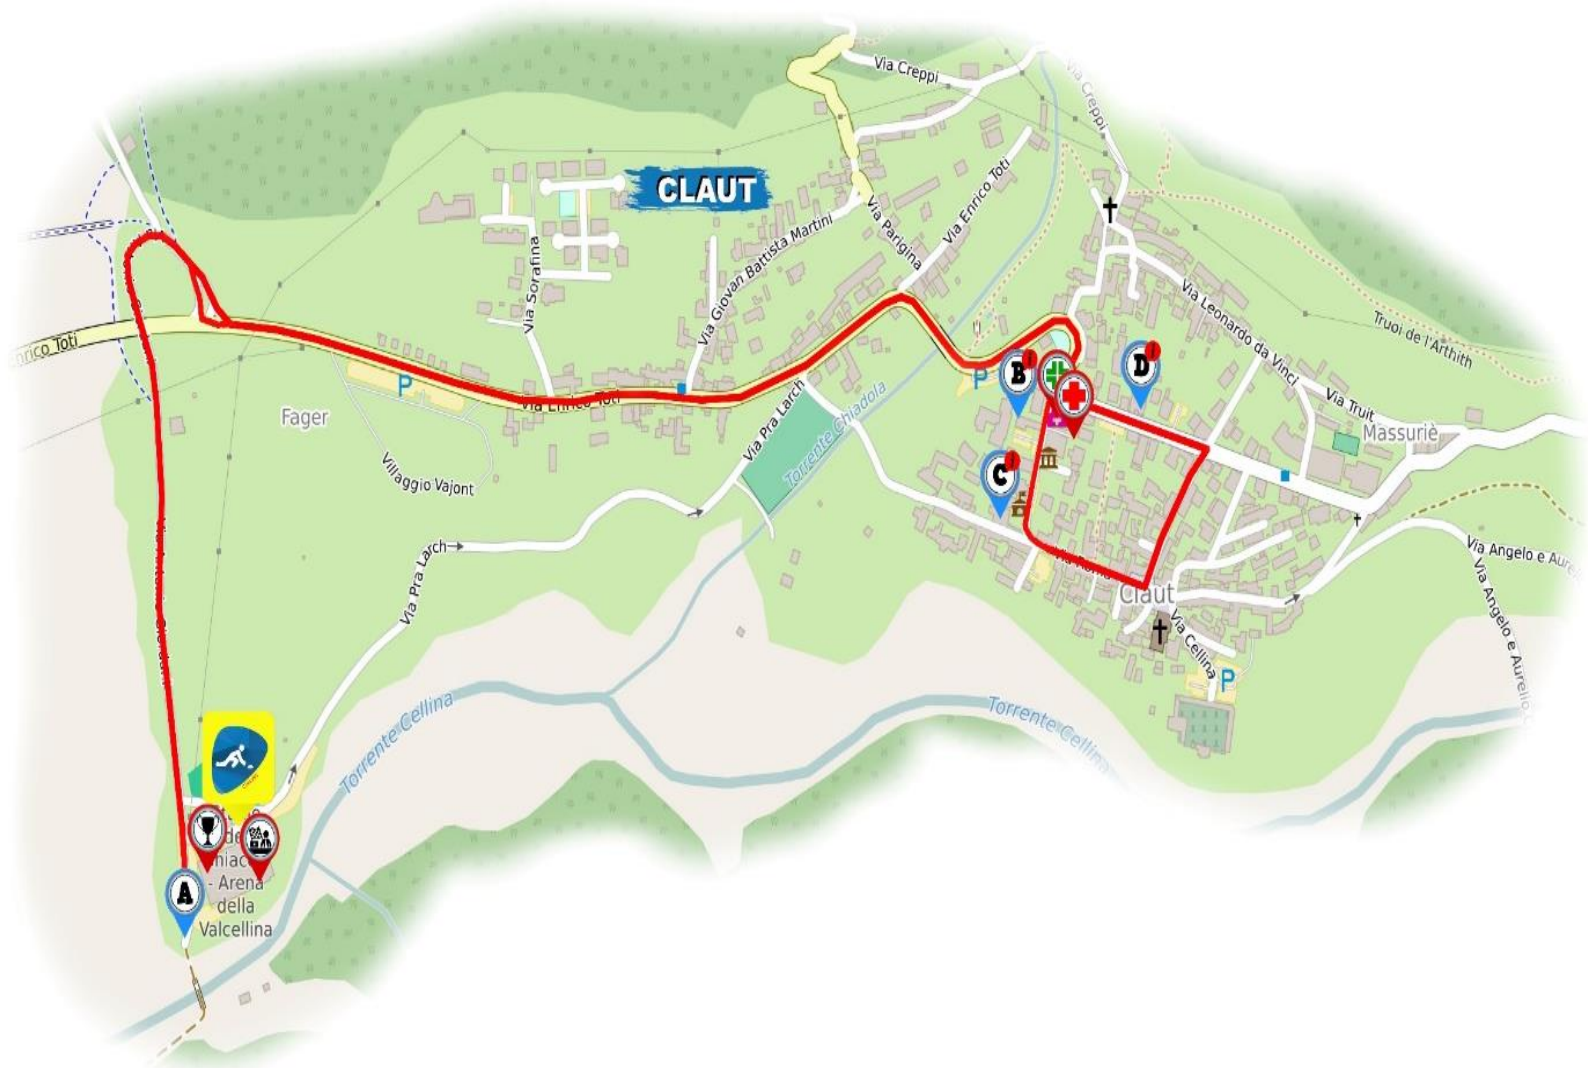 Via Creppi
Via Creppi
CLAUT
Via Enrico Toti
Via Parigina
Via Giovan Battista Martini
Via Sorafina
Via Leonardo da Vinci
Truoi de l'Arthith
nrico Toti
P
Via Enrico Toti
Fager
Villaggio Vajont
Via Pra Larch
Torrente Chiadola
P
B
D
C
Via Truit
Massuriè
Via Roma
Claut
Via Cellina
P
Via Angelo e Aure
Via Angelo e Aurelio
Via Pra Larch
Torrente Cellina
Torrente Cellina
A
- Arena
della
Valcellina